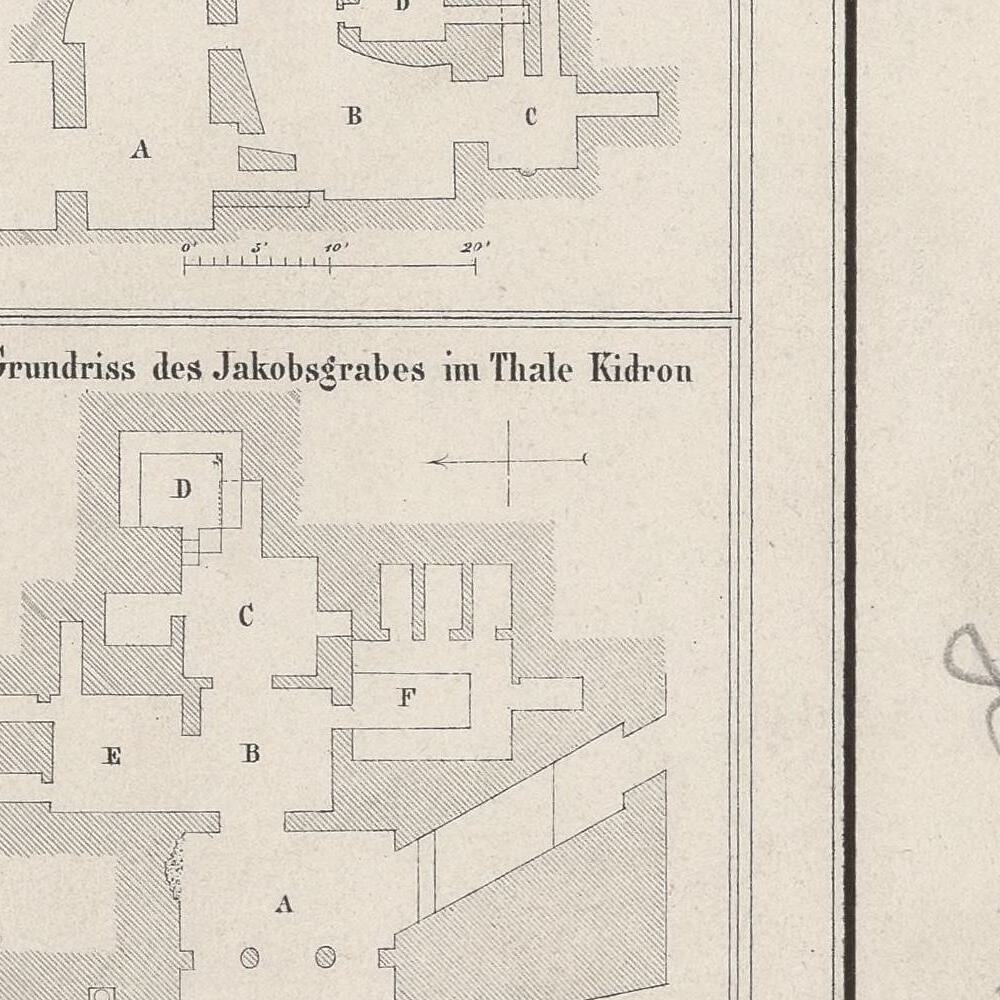 D
B
C
A
0' 5' 10' 20'
Grundriss des Jakobsgrabes im Thale Kidron
D
C
F
E
B
A